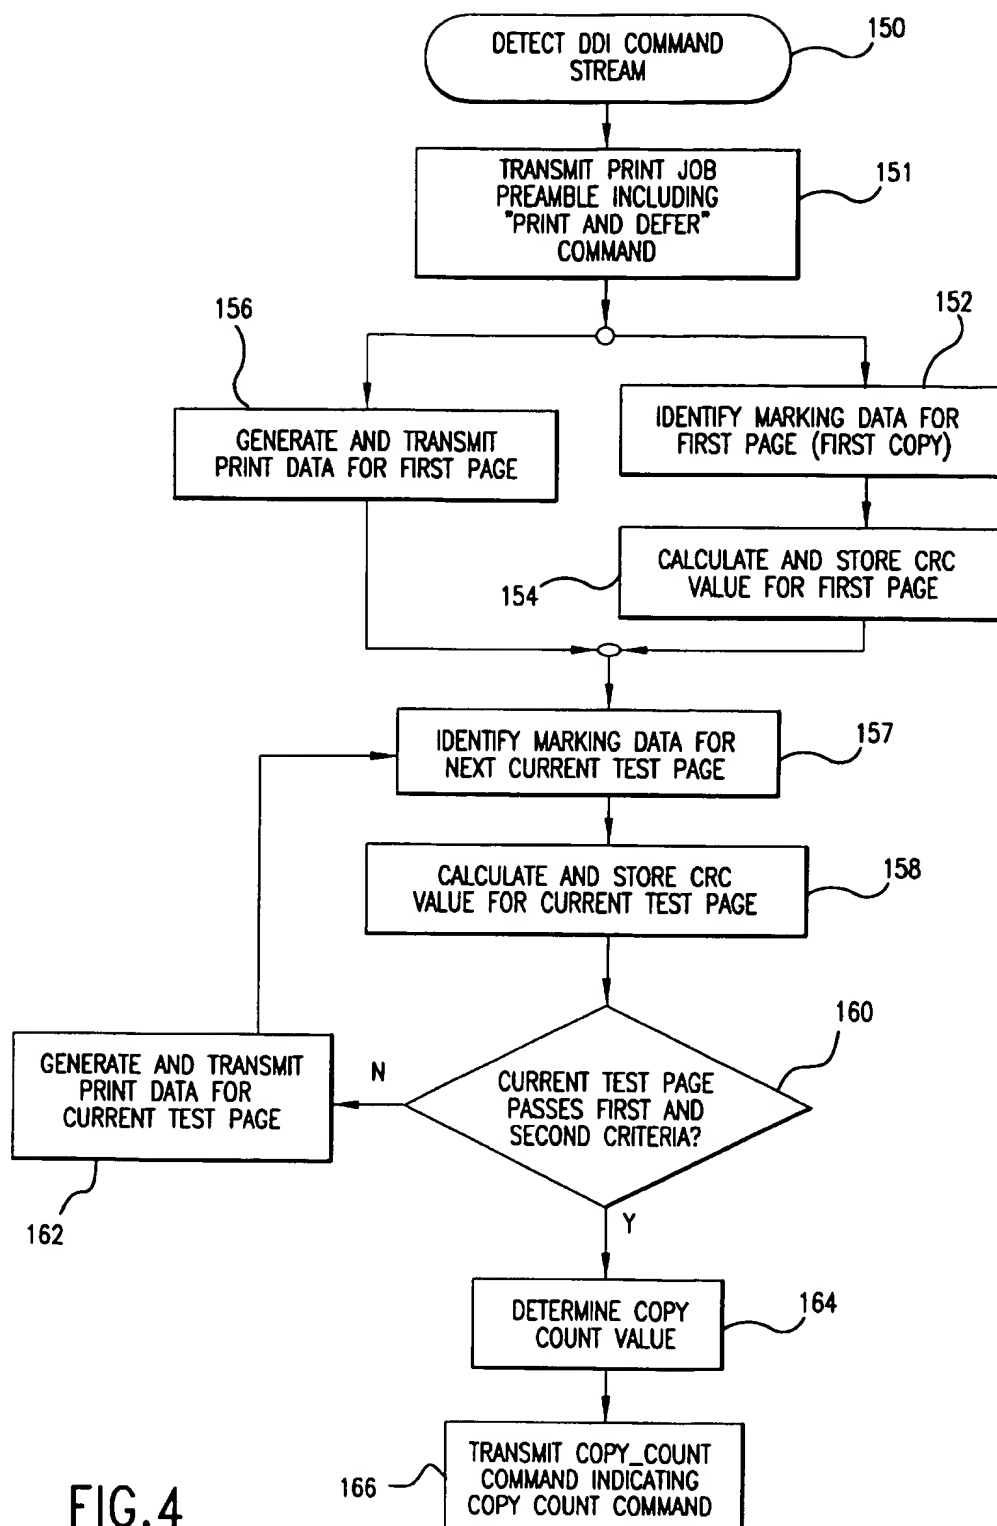 DETECT DDI COMMAND
STREAM
150
TRANSMIT PRINT JOB
PREAMBLE INCLUDING
"PRINT AND DEFER"
COMMAND
151
156
152
GENERATE AND TRANSMIT
PRINT DATA FOR FIRST PAGE
IDENTIFY MARKING DATA FOR
FIRST PAGE (FIRST COPY)
CALCULATE AND STORE CRC
VALUE FOR FIRST PAGE
154
IDENTIFY MARKING DATA FOR
NEXT CURRENT TEST PAGE
157
CALCULATE AND STORE CRC
VALUE FOR CURRENT TEST PAGE
158
160
GENERATE AND TRANSMIT
PRINT DATA FOR
CURRENT TEST PAGE
N
CURRENT TEST PAGE
PASSES FIRST AND
SECOND CRITERIA?
162
Y
DETERMINE COPY
COUNT VALUE
164
TRANSMIT COPY_COUNT
COMMAND INDICATING
COPY COUNT COMMAND
166
FIG.4